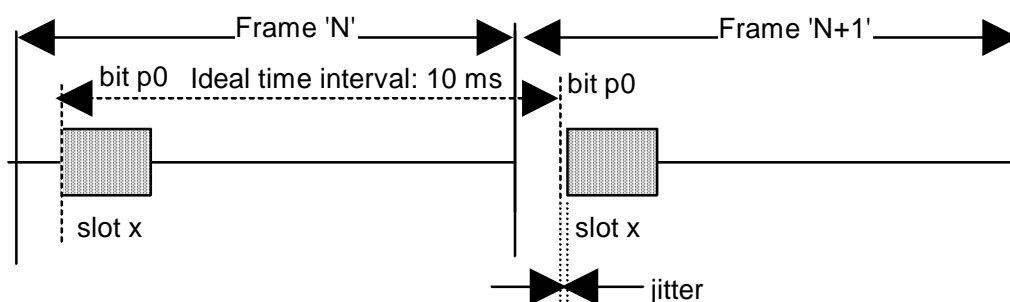 Frame 'N'
Frame 'N+1'
bit p0
Ideal time interval: 10 ms
bit p0
slot x
slot x
jitter